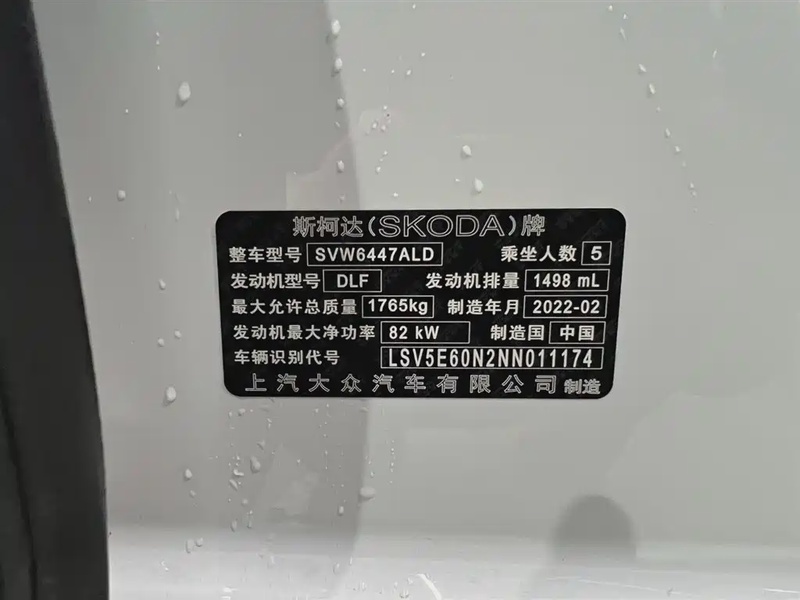 斯柯达(SKODA)牌
整车型号 SVW6447ALD 乘坐人数 5
发动机型号 DLF 发动机排量 1498 mL
最大允许总质量 1765kg 制造年月 2022-02
发动机最大净功率 82 kW 制造国 中国
车辆识别代号 LSV5E60N2NN011174
上汽大众汽车有限公司 制造